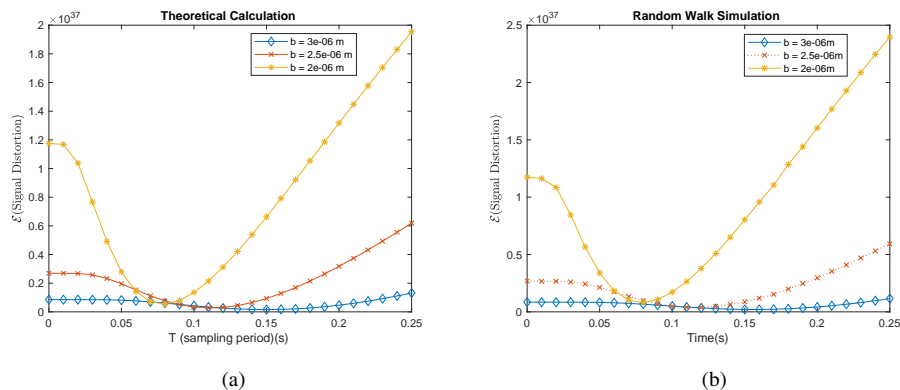 Theoretical Calculation
×10^37
2
1.8
1.6
1.4
1.2
1
0.8
0.6
0.4
0.2
0
ℰ(Signal Distortion)
b = 3e-06 m
b = 2.5e-06 m
b = 2e-06 m
0 0.05 0.1 0.15 0.2 0.25
T (sampling period)(s)
(a)
Random Walk Simulation
×10^37
2.5
2
1.5
1
0.5
0
ℰ(Signal Distortion)
b = 3e-06m
b = 2.5e-06m
b = 2e-06m
0 0.05 0.1 0.15 0.2 0.25
Time(s)
(b)